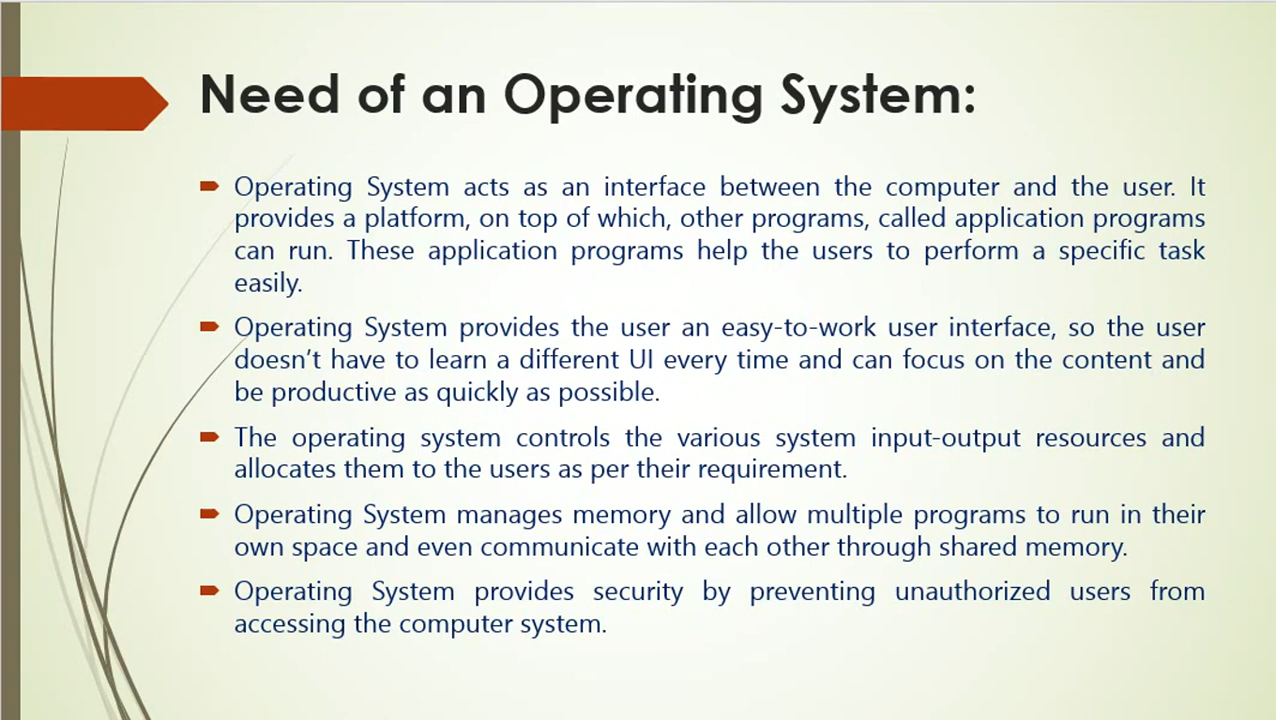 Need of an Operating System:
Operating System acts as an interface between the computer and the user. It
provides a platform, on top of which, other programs, called application programs
can run. These application programs help the users to perform a specific task
easily.
Operating System provides the user an easy-to-work user interface, so the user
doesn't have to learn a different UI every time and can focus on the content and
be productive as quickly as possible.
The operating system controls the various system input-output resources and
allocates them to the users as per their requirement.
Operating System manages memory and allow multiple programs to run in their
own space and even communicate with each other through shared memory.
Operating System provides security by preventing unauthorized users from
accessing the computer system.